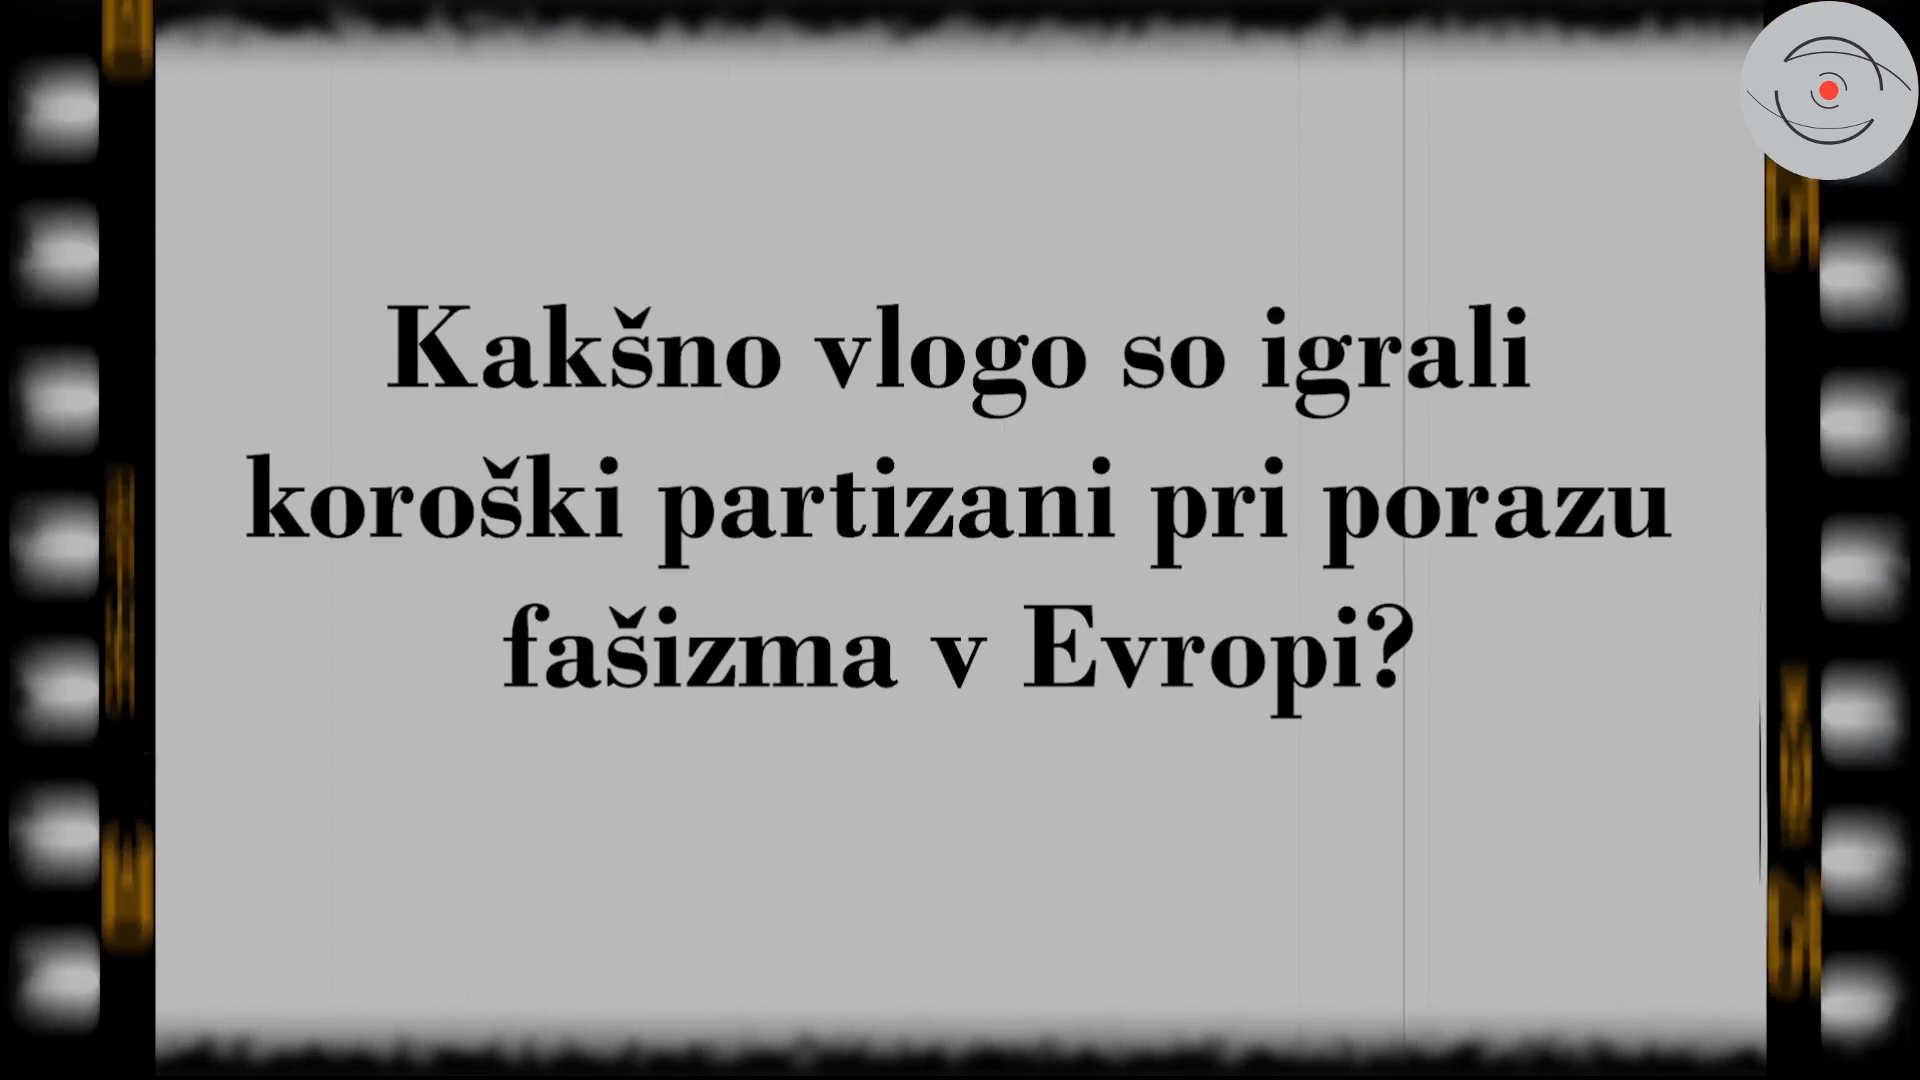 Kakšno vlogo so igrali
koroški partizani pri porazu
fašizma v Evropi?